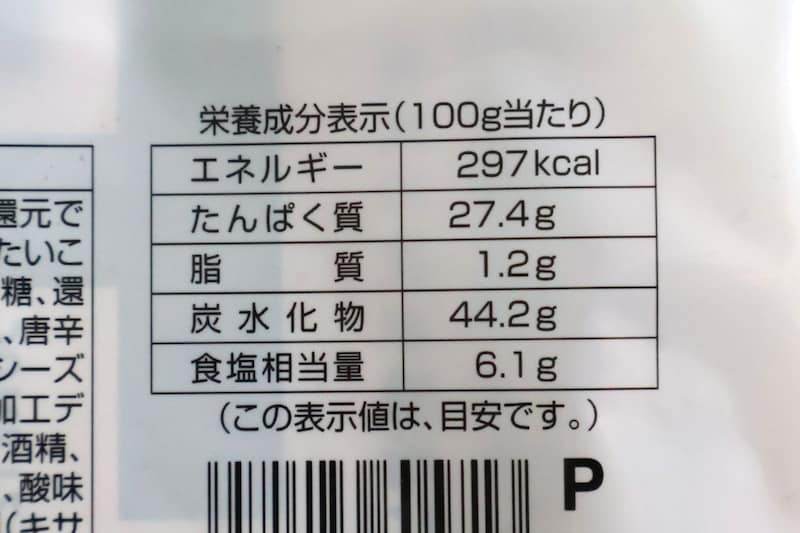 栄養成分表示(100g当たり)
エネルギー 297kcal
たんぱく質 27.4g
脂質 1.2g
炭水化物 44.2g
食塩相当量 6.1g
(この表示値は、目安です。)
P
還元で
たいこ
糖、還
、唐辛
シーズ
加工デ
酒精、
、酸味
(キサ